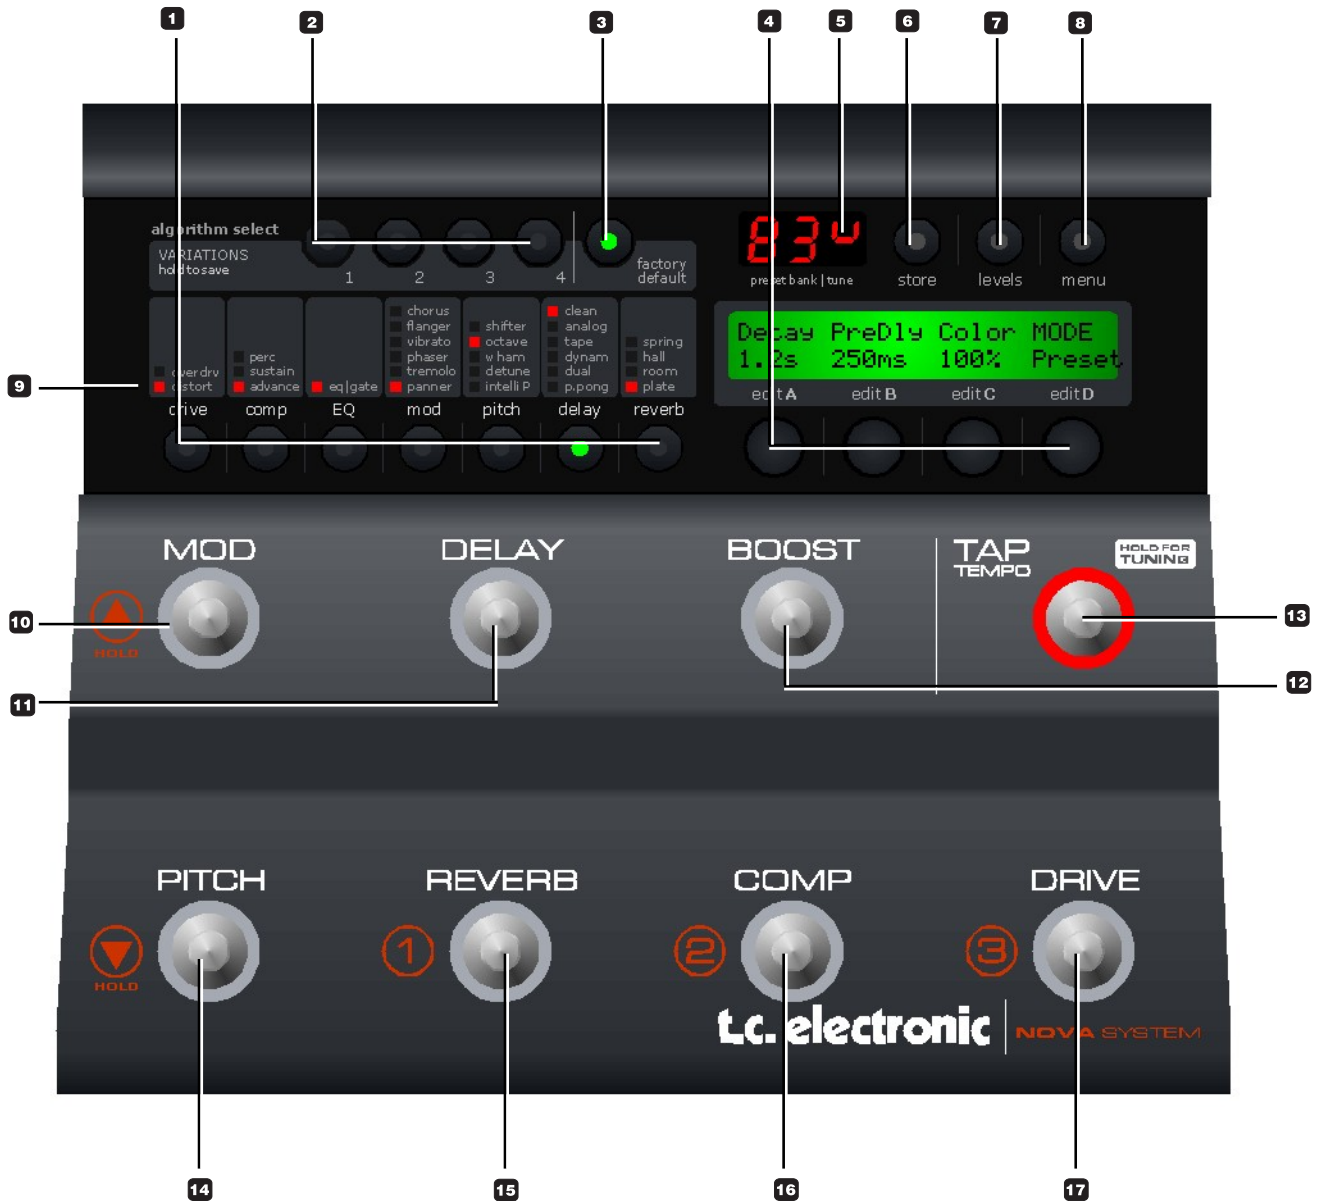 1
2
3
4
5
6
7
8
algorithm select
VARIATIONS
hold to save
1
2
3
4
factory
default
83
preset bank | tune
store
levels
menu
overdrv
distort
drive
perc
sustain
advance
comp
eq|gate
EQ
chorus
flanger
vibrato
phaser
tremolo
panner
mod
shifter
octave
wham
detune
intelliP
pitch
clean
analog
tape
dynam
dual
p.pong
delay
spring
hall
room
plate
reverb
Decay PreDly Color MODE
1.2s 250ms 100% Preset
edit A
edit B
edit C
edit D
9
MOD
DELAY
BOOST
TAP
TEMPO
HOLD FOR
TUNING
HOLD
10
11
12
13
PITCH
REVERB
COMP
DRIVE
HOLD
1
2
3
t.c. electronic
NOVA SYSTEM
14
15
16
17